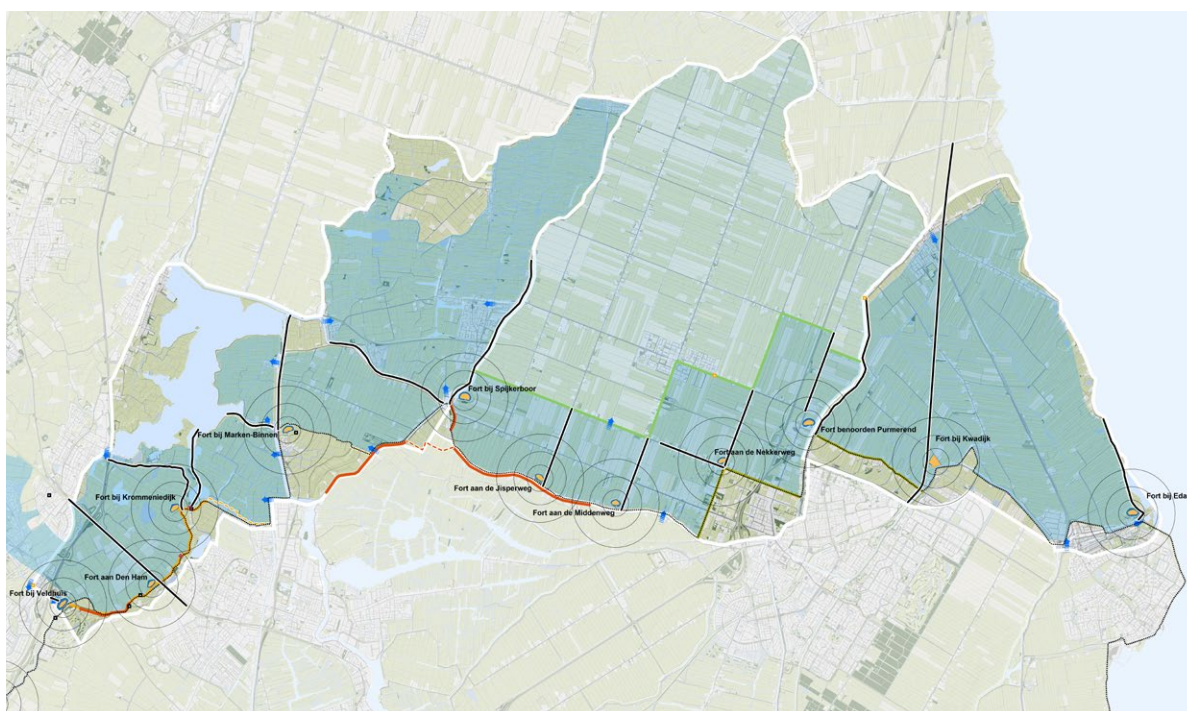 Fort bij Spijkerboor
Fort bij Marken-Binnen
Fort benoorden Purmerend
Fort aan de Nekkerweg
Fort bij Kwadijk
Fort aan de Jisperweg
Fort bij Krommeniedijk
Fort bij Eda
Fort aan de Middenweg
Fort aan Den Ham
Fort bij Veldhuis